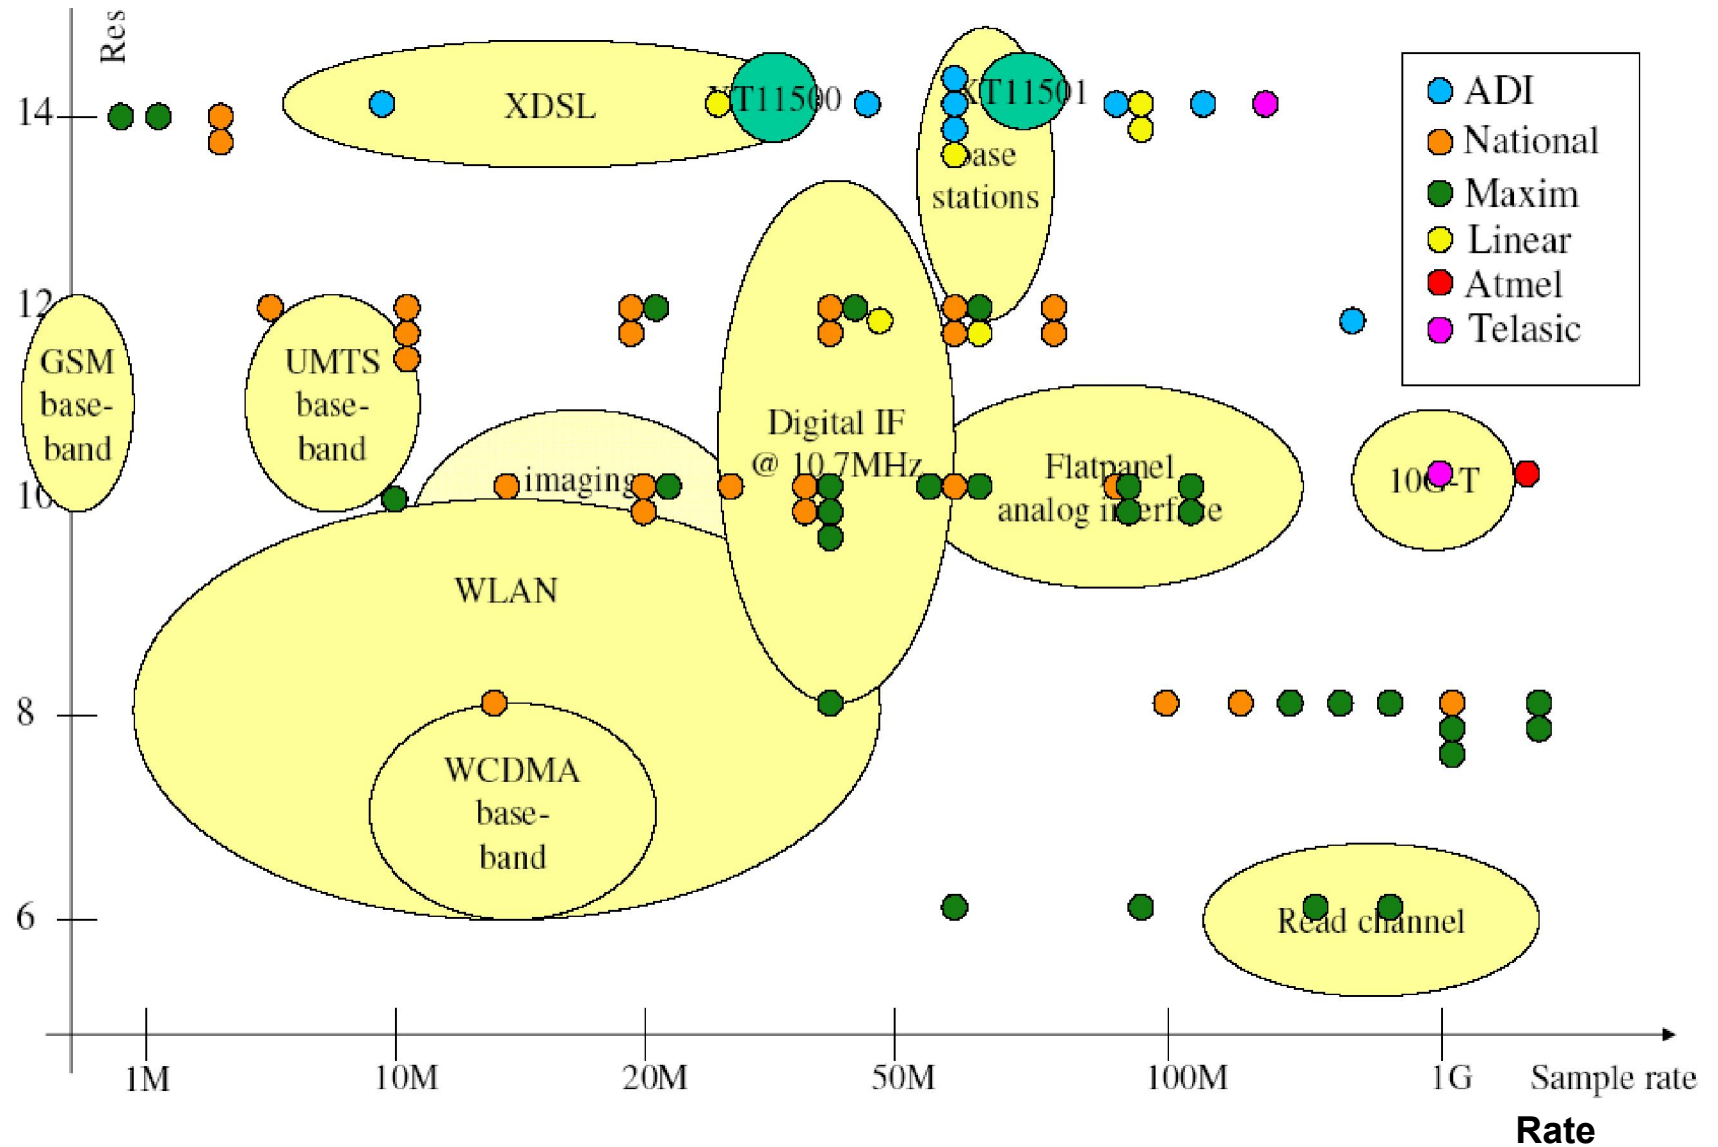 Res
14
12
10
8
6
XDSL
XT11500
XT11501
base
stations
ADI
National
Maxim
Linear
Atmel
Telasic
GSM
base-
band
UMTS
base-
band
imaging
Digital IF
@ 10.7MHz
Flatpanel
analog interface
10G-T
WLAN
WCDMA
base-
band
Read channel
1M
10M
20M
50M
100M
1G
Sample rate
Rate